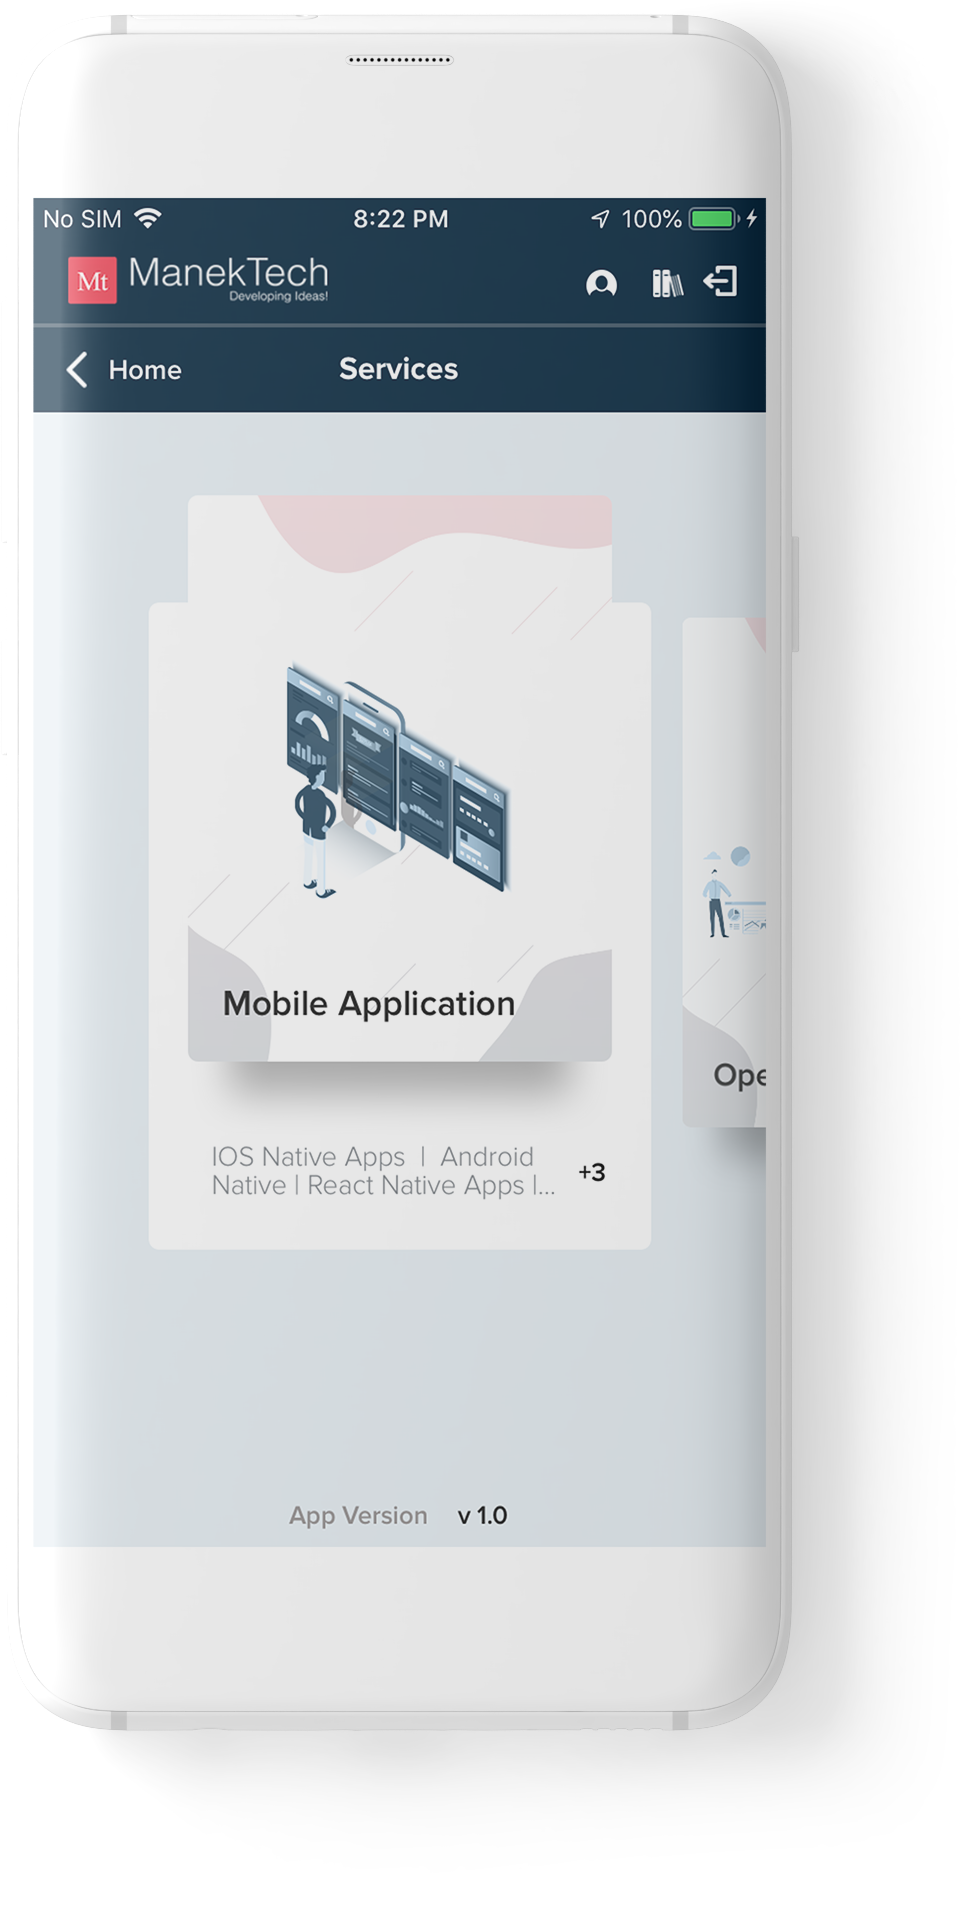 No SIM 8:22 PM 100%
Mt ManekTech
Developing Ideas!
Home Services
Mobile Application
IOS Native Apps | Android
Native | React Native Apps |...
+3
Ope
App Version v 1.0